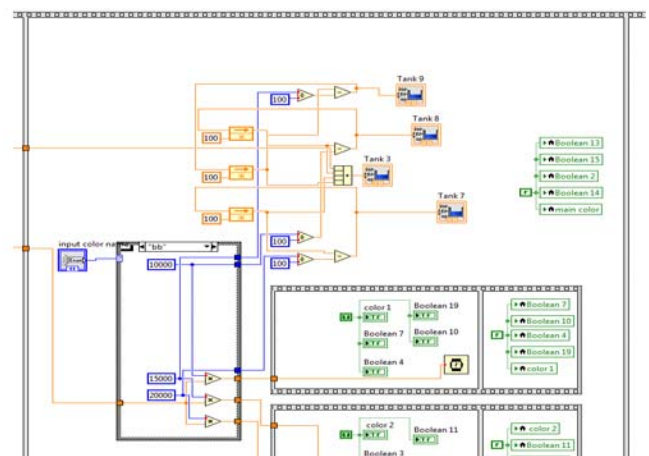 Tank 9
100
Tank 8
100
Boolean 13
Tank 3
Boolean 15
100
Boolean 2
Boolean 14
Tank 7
100
main color
100
input color na
"bb"
100
10000
color 1
Boolean 19
Boolean 7
Boolean 10
Boolean 7
Boolean 10
Boolean 4
Boolean 4
Boolean 19
color 1
15000
20000
color 2
Boolean 11
color 2
Boolean 3
Boolean 11